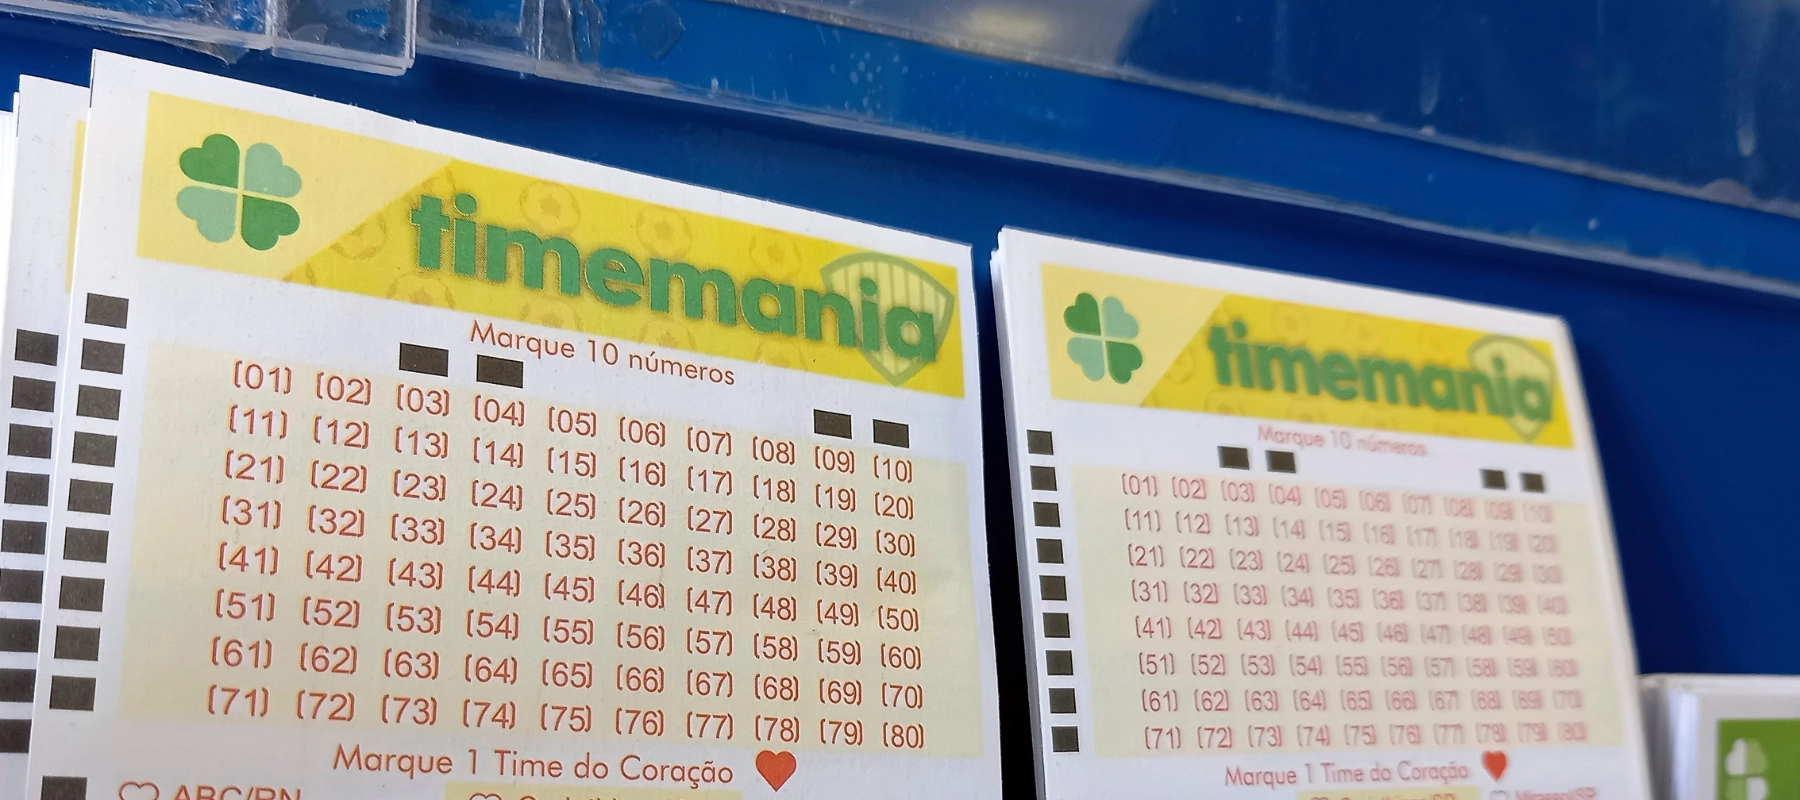 timemania
Marque 10 números
(01) (02) (03) (04) (05) (06) (07) (08) (09) (10)
(11) (12) (13) (14) (15) (16) (17) (18) (19) (20)
(21) (22) (23) (24) (25) (26) (27) (28) (29) (30)
(31) (32) (33) (34) (35) (36) (37) (38) (39) (40)
(41) (42) (43) (44) (45) (46) (47) (48) (49) (50)
(51) (52) (53) (54) (55) (56) (57) (58) (59) (60)
(61) (62) (63) (64) (65) (66) (67) (68) (69) (70)
(71) (72) (73) (74) (75) (76) (77) (78) (79) (80)
Marque 1 Time do Coração
ABC/RN
timemania
Marque 10 números
(01) (02) (03) (04) (05) (06) (07) (08) (09) (10)
(11) (12) (13) (14) (15) (16) (17) (18) (19) (20)
(21) (22) (23) (24) (25) (26) (27) (28) (29) (30)
(31) (32) (33) (34) (35) (36) (37) (38) (39) (40)
(41) (42) (43) (44) (45) (46) (47) (48) (49) (50)
(51) (52) (53) (54) (55) (56) (57) (58) (59) (60)
(61) (62) (63) (64) (65) (66) (67) (68) (69) (70)
(71) (72) (73) (74) (75) (76) (77) (78) (79) (80)
Marque 1 Time do Coração